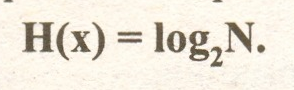 H(x) = log₂N.